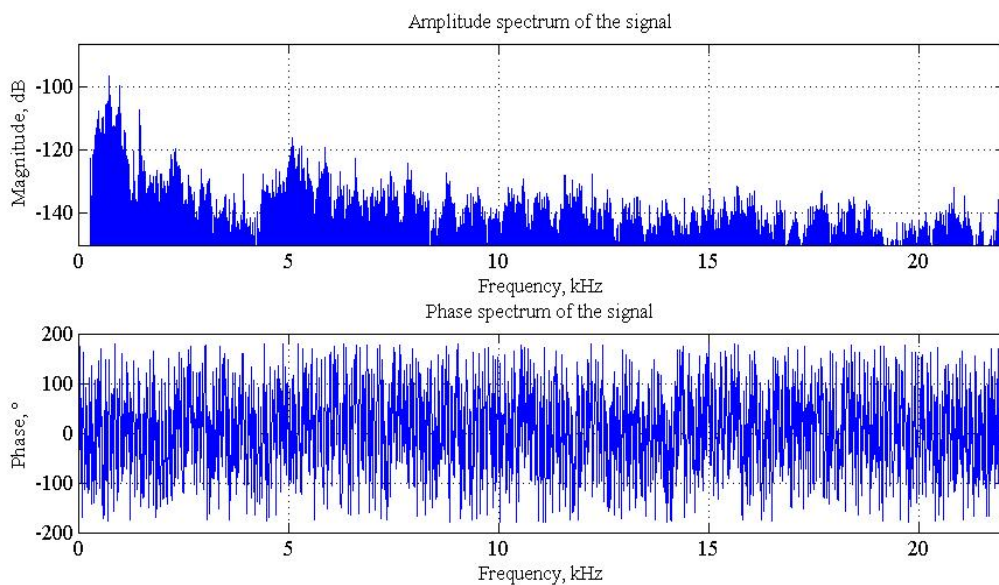 Amplitude spectrum of the signal
Magnitude, dB
-100
-120
-140
0 5 10 15 20
Frequency, kHz
Phase spectrum of the signal
Phase, °
200
100
0
-100
-200
0 5 10 15 20
Frequency, kHz